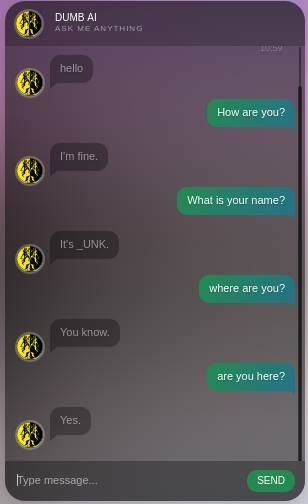 DUMB AI
ASK ME ANYTHING
10:59
hello
How are you?
I'm fine.
What is your name?
It's _UNK.
where are you?
You know.
are you here?
Yes.
Type message...
SEND